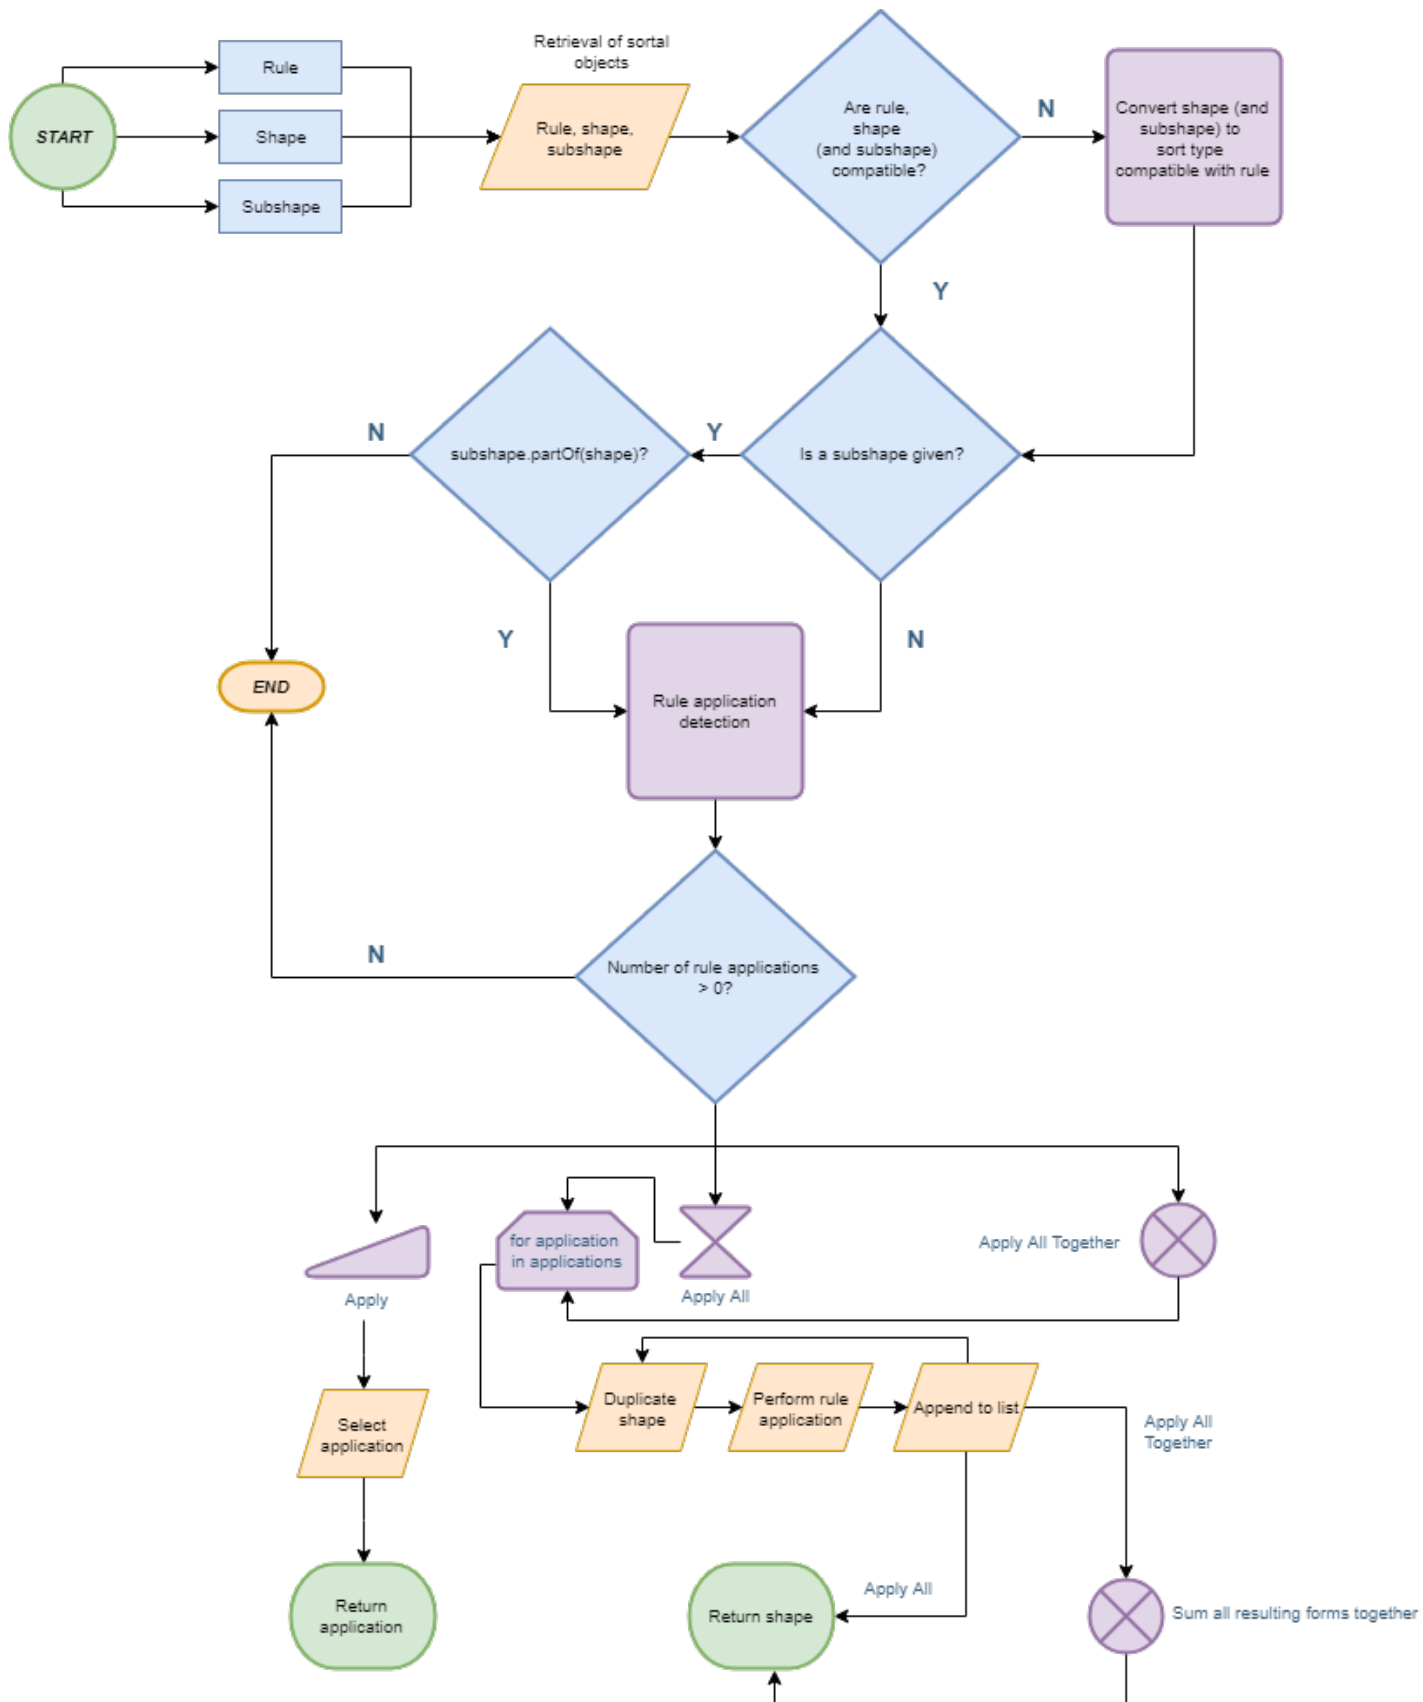 Retrieval of sortal
objects
START
Rule
Shape
Subshape
Rule, shape,
subshape
Are rule,
shape
(and subshape)
compatible?
N
Convert shape (and
subshape) to
sort type
compatible with rule
Y
N
subshape.partOf(shape)?
Y
Is a subshape given?
Y
N
END
Rule application
detection
N
Number of rule applications
> 0?
for application
in applications
Apply All
Apply All Together
Apply
Select
application
Duplicate
shape
Perform rule
application
Append to list
Apply All
Together
Return
application
Return shape
Apply All
Sum all resulting forms together